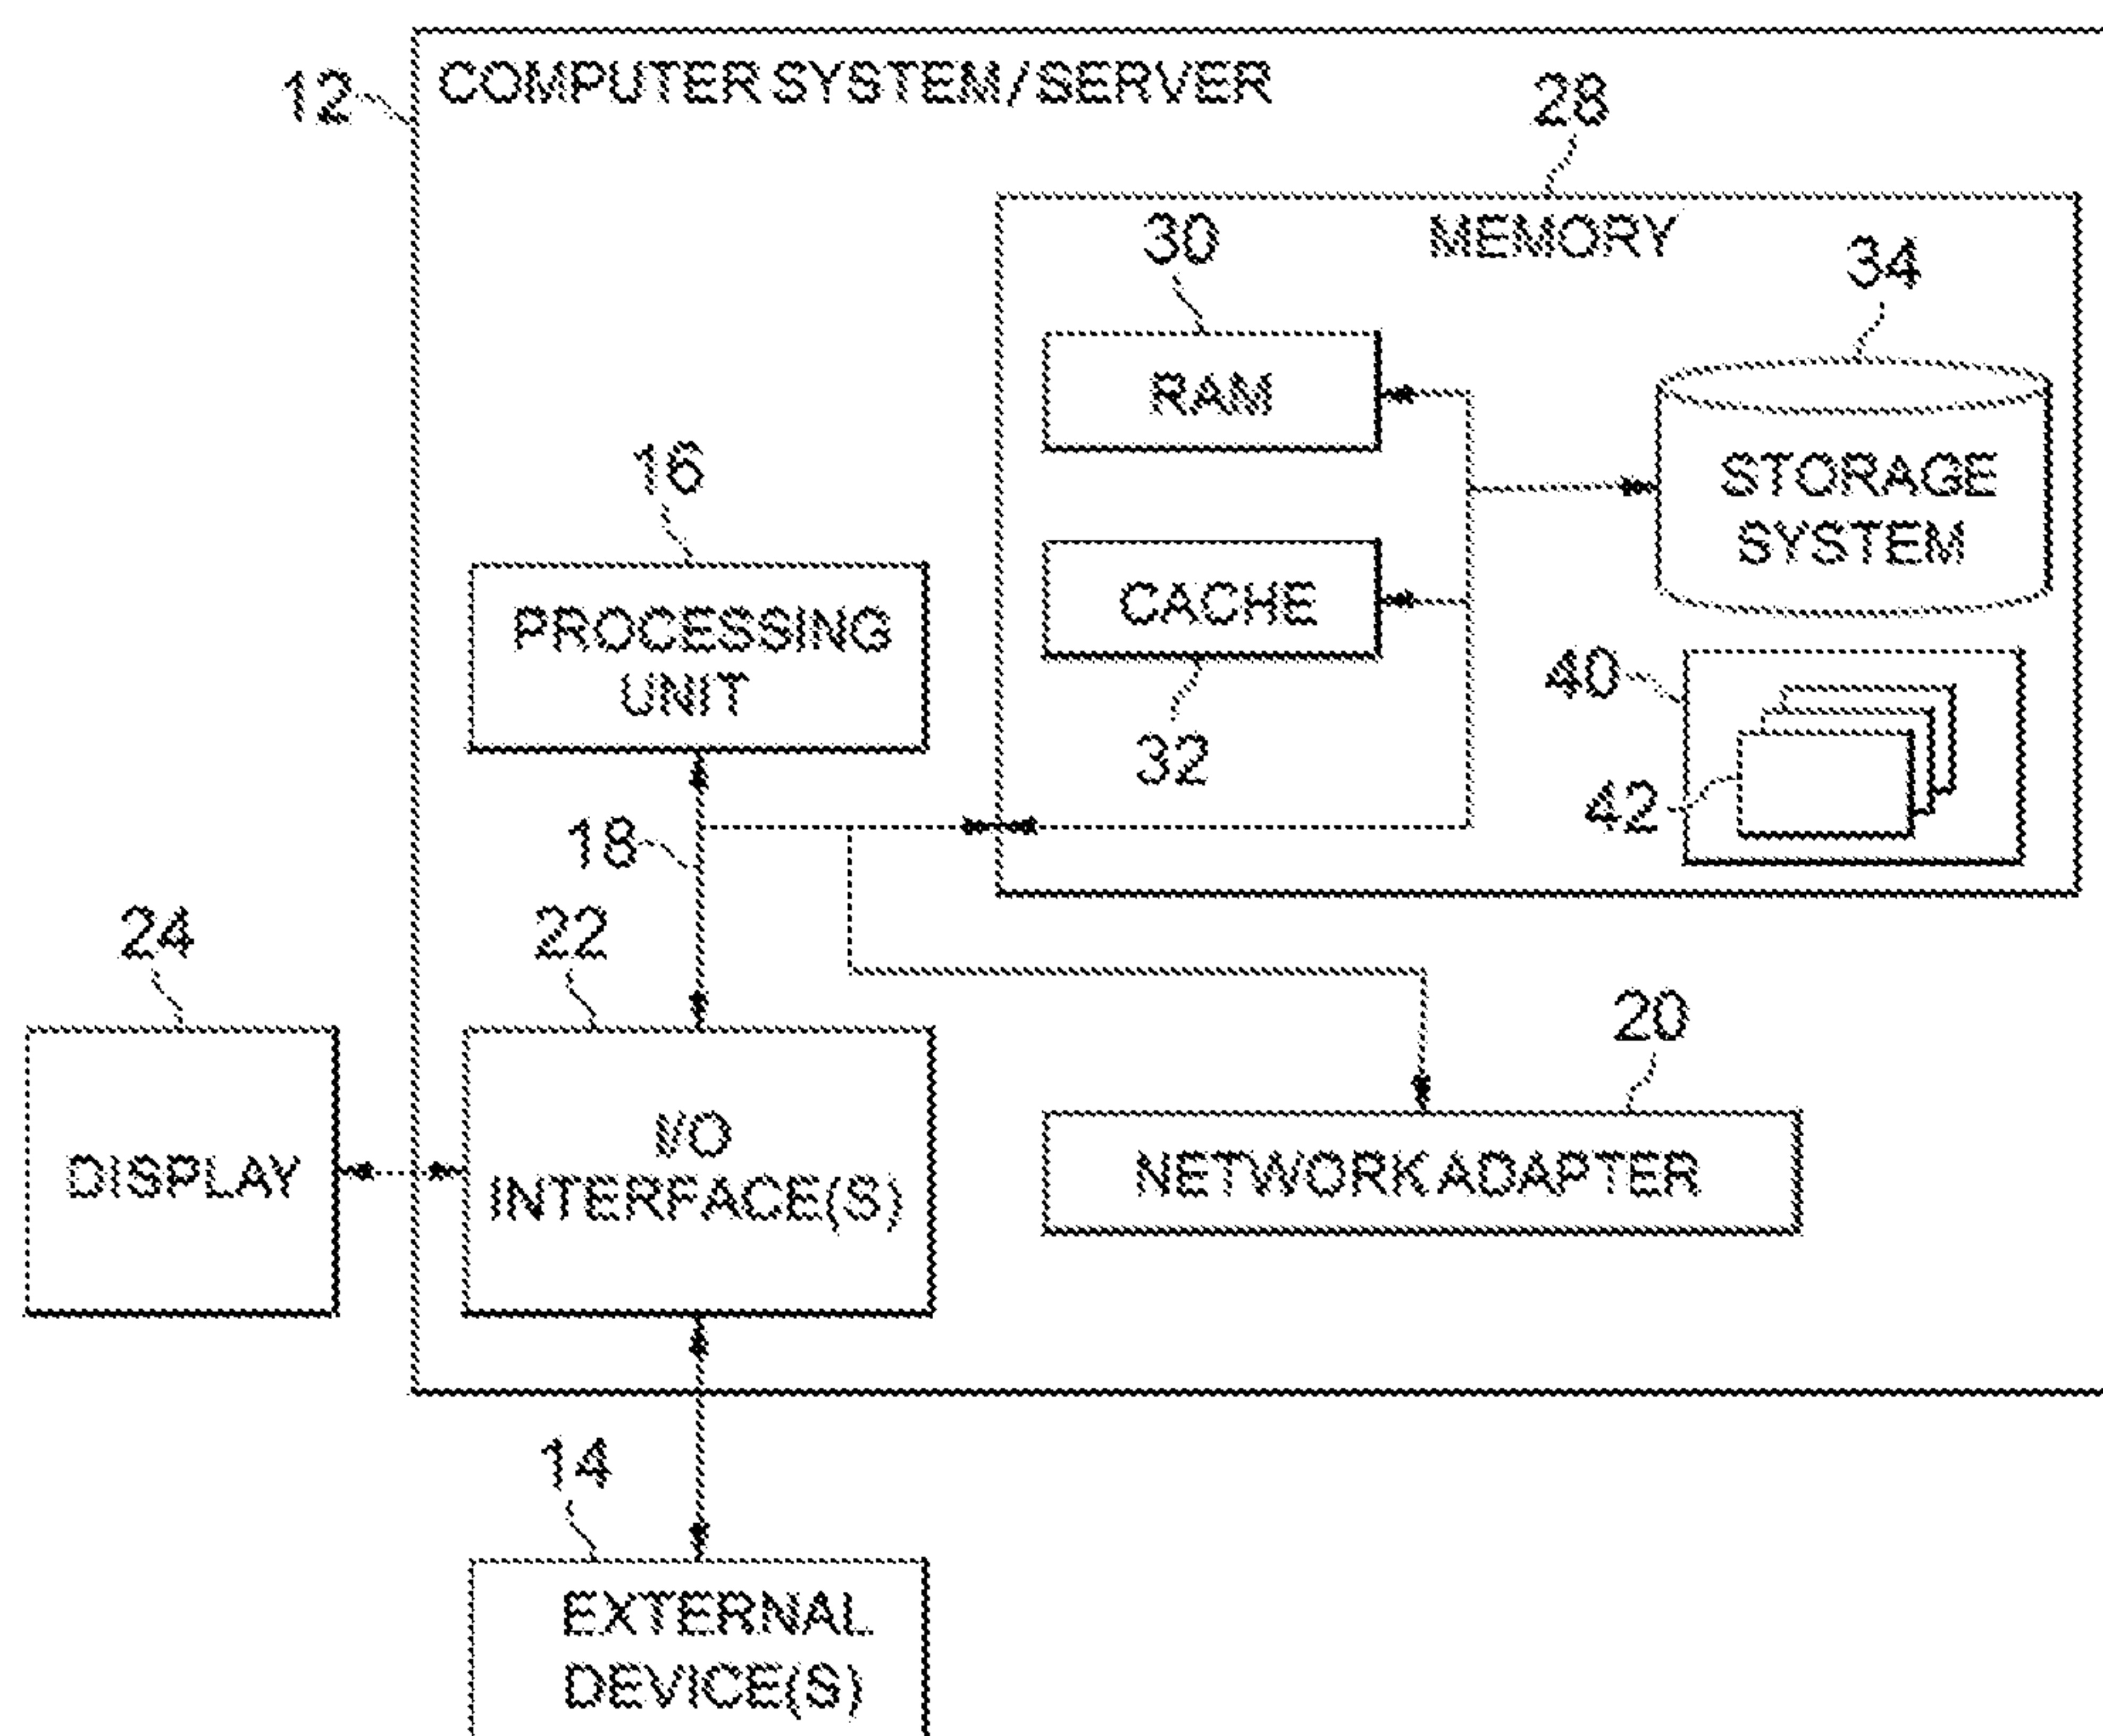 12
COMPUTER SYSTEM / SERVER
28
MEMORY
30
34
RAM
STORAGE
SYSTEM
16
PROCESSING
UNIT
CACHE
32
40
42
18
24
22
20
DISPLAY
I/O
INTERFACE(S)
NETWORK ADAPTER
14
EXTERNAL
DEVICE(S)